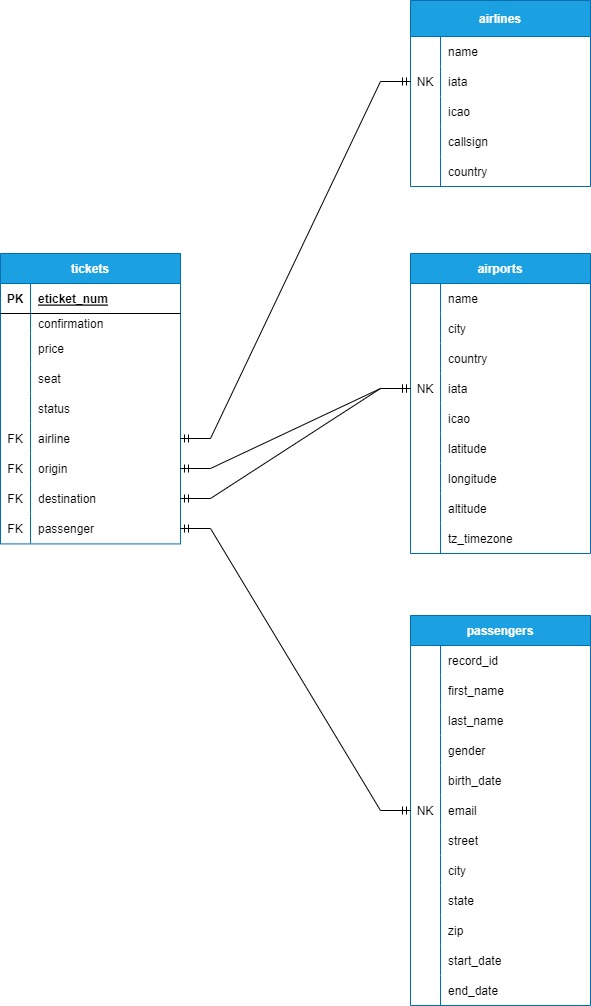 airlines
name
NK iata
icao
callsign
country
tickets
PK eticket_num
confirmation
price
seat
status
FK airline
FK origin
FK destination
FK passenger
airports
name
city
country
NK iata
icao
latitude
longitude
altitude
tz_timezone
passengers
record_id
first_name
last_name
gender
birth_date
NK email
street
city
state
zip
start_date
end_date